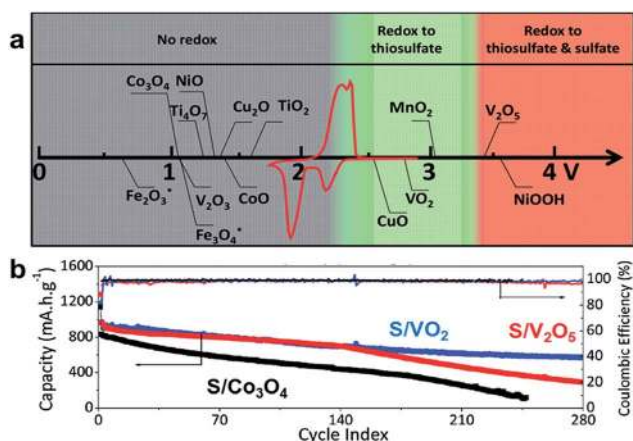 a
No redox
Redox to thiosulfate
Redox to thiosulfate & sulfate
Co₃O₄ NiO
Ti₄O₇ Cu₂O TiO₂ MnO₂ V₂O₅
0 1 2 3 4 V
Fe₂O₃* V₂O₃ CoO CuO VO₂ NiOOH
Fe₃O₄*
b
Capacity (mA.h.g⁻¹)
1600
1200
800
400
0
S/VO₂ S/V₂O₅
S/Co₃O₄
100
80
60
40
20
0
Coulombic Efficiency (%)
0 70 140 210 280
Cycle Index